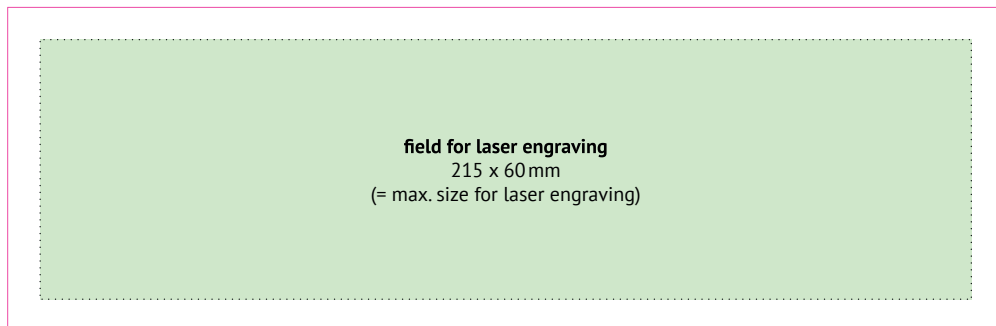 field for laser engraving
215 x 60 mm
(= max. size for laser engraving)